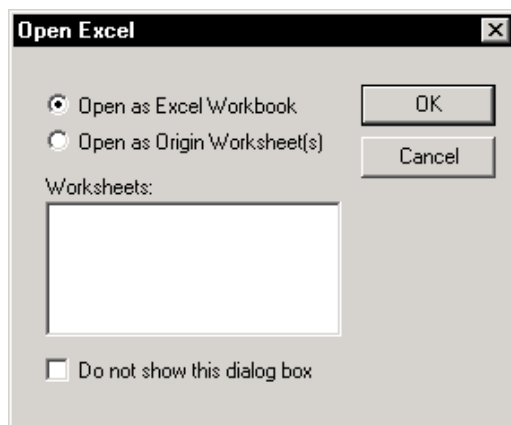 Open Excel
Open as Excel Workbook
OK
Open as Origin Worksheet(s)
Cancel
Worksheets:
Do not show this dialog box